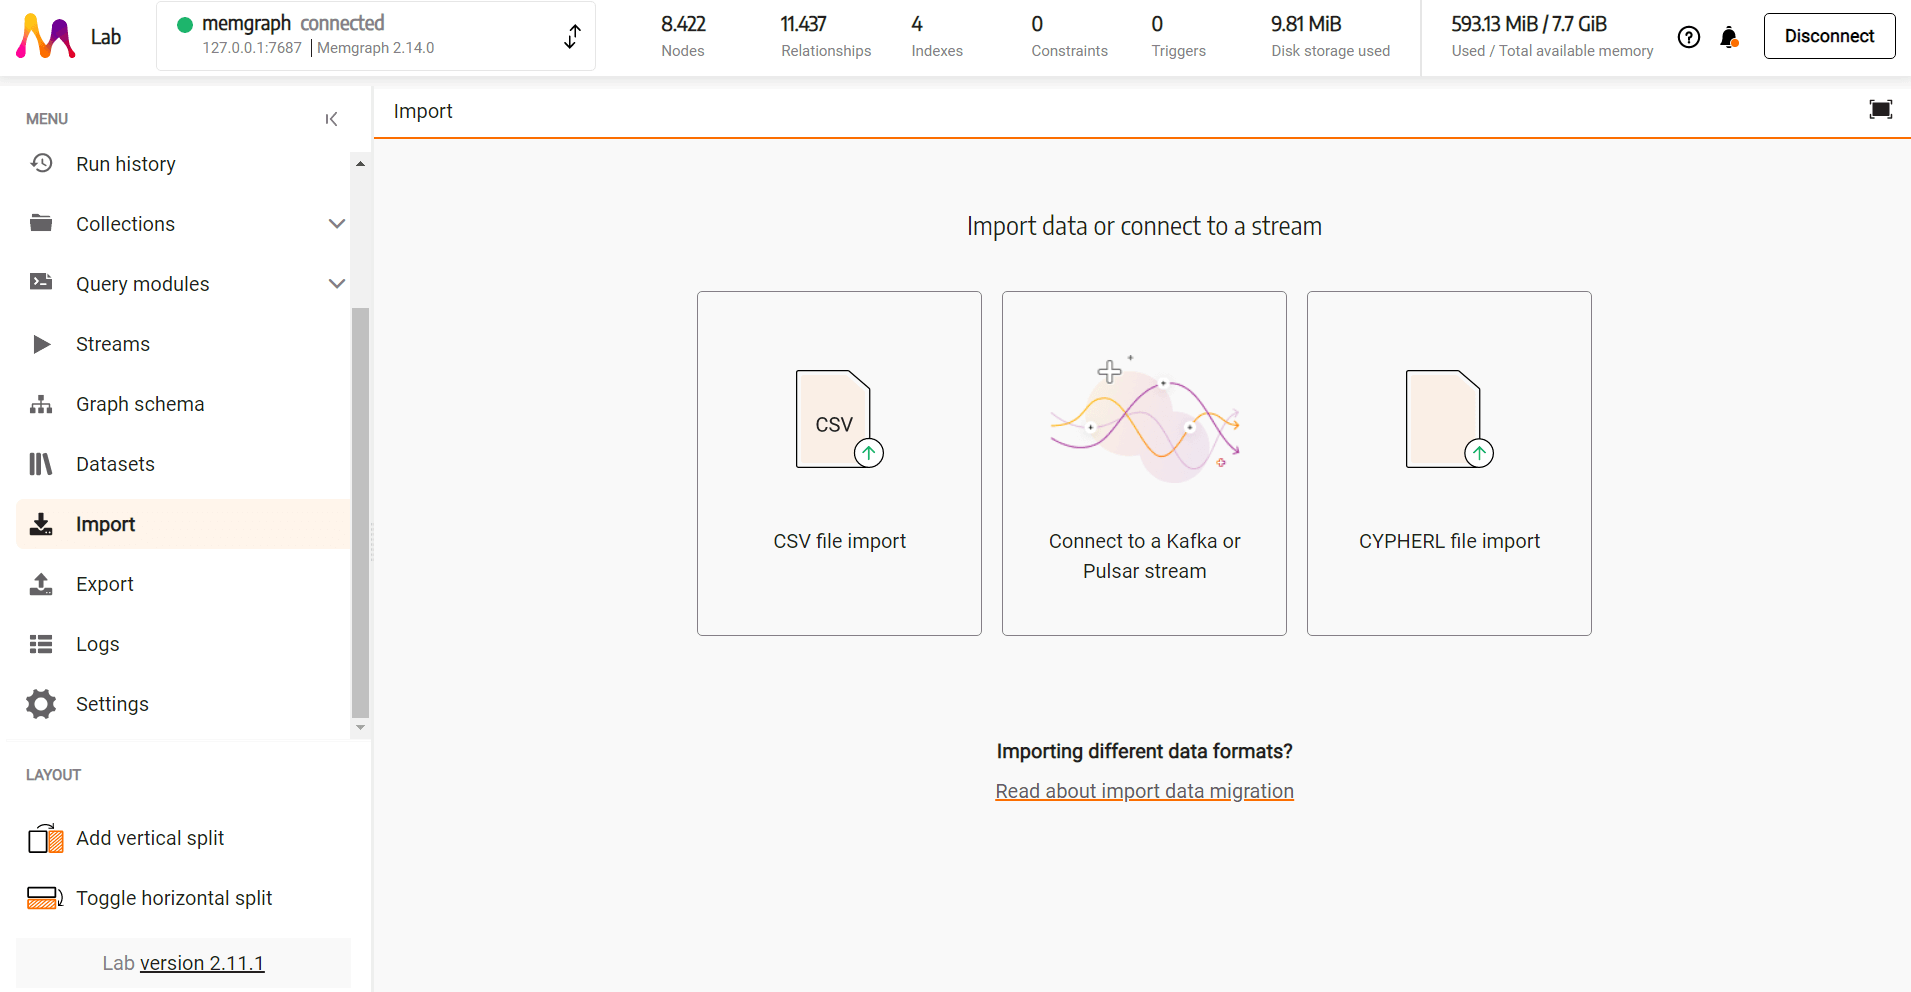 Lab
memgraph connected
127.0.0.1:7687 | Memgraph 2.14.0
8.422
Nodes
11.437
Relationships
4
Indexes
0
Constraints
0
Triggers
9.81 MiB
Disk storage used
593.13 MiB / 7.7 GiB
Used / Total available memory
Disconnect
MENU
Run history
Collections
Query modules
Streams
Graph schema
Datasets
Import
Export
Logs
Settings
LAYOUT
Add vertical split
Toggle horizontal split
Lab version 2.11.1
Import
Import data or connect to a stream
CSV
CSV file import
Connect to a Kafka or
Pulsar stream
CYPHERL file import
Importing different data formats?
Read about import data migration